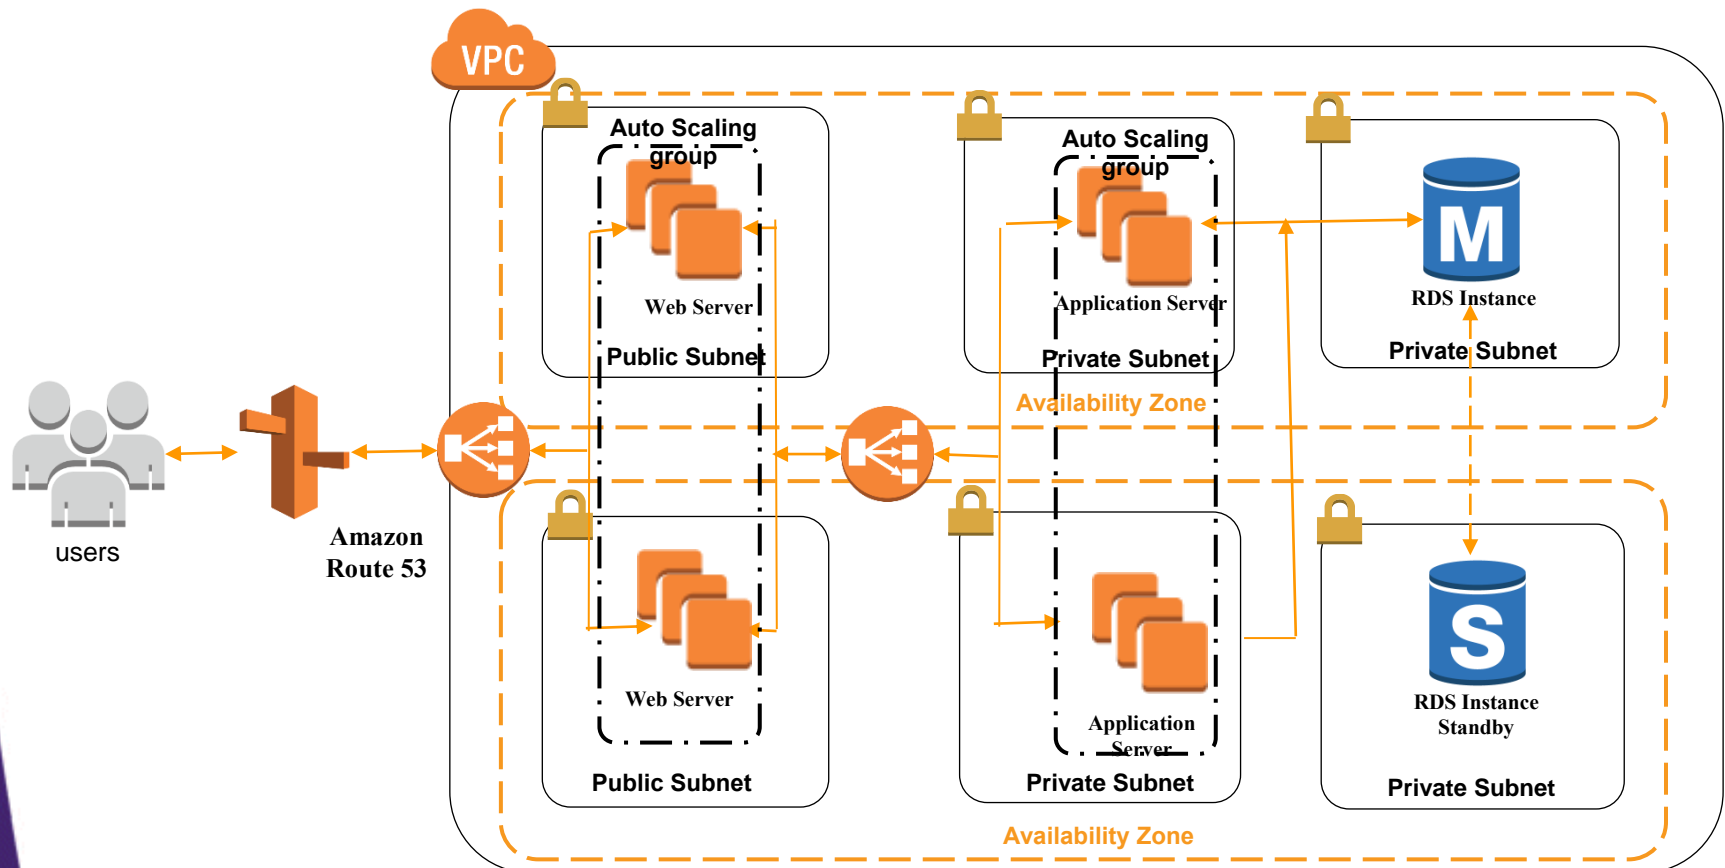 VPC
Auto Scaling
group
Web Server
Public Subnet
Auto Scaling
group
Application Server
Private Subnet
M
RDS Instance
Private Subnet
Availability Zone
users
Amazon
Route 53
Web Server
Public Subnet
Application
Server
Private Subnet
S
RDS Instance
Standby
Private Subnet
Availability Zone